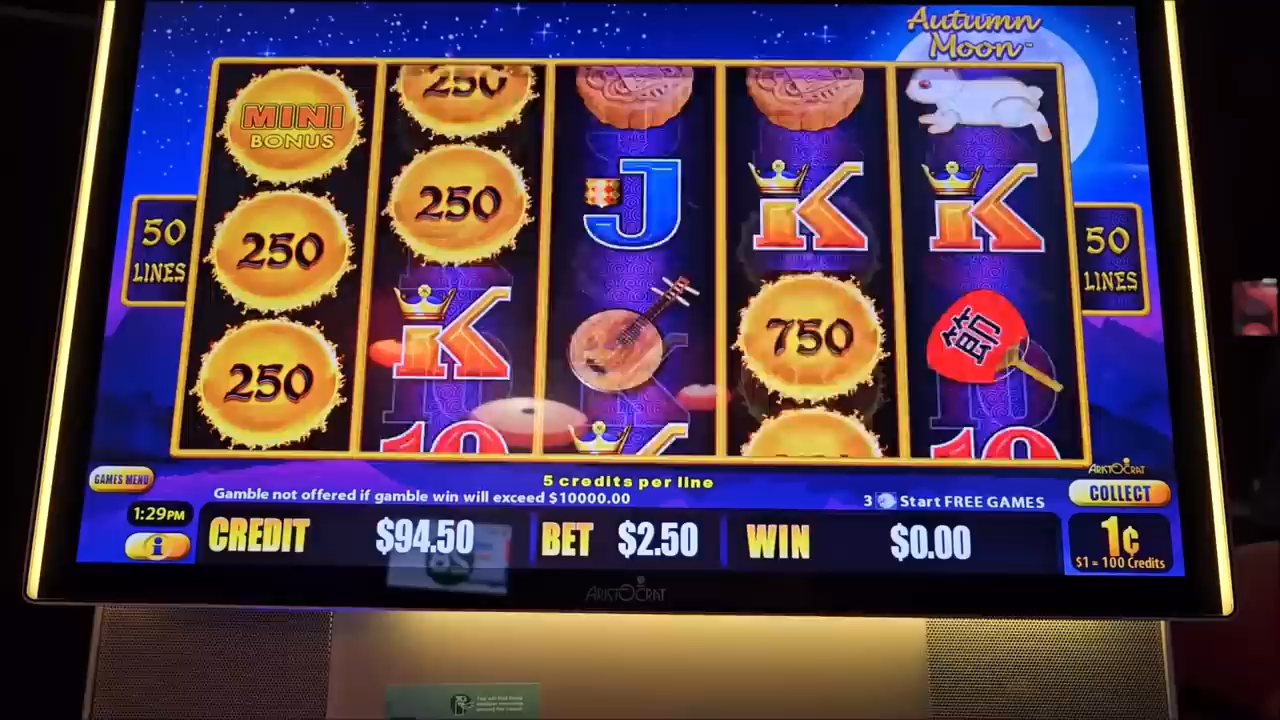 Autumn
Moon™
MINI
BONUS
250
250
J
K
K
50
LINES
250
50
LINES
750
K
250
10
K
10
ARISTOCRAT
GAMES MENU
5 credits per line
Gamble not offered if gamble win will exceed $10000.00
3 Start FREE GAMES
COLLECT
1:29PM
CREDIT $94.50 BET $2.50 WIN $0.00
1¢
$1 = 100 Credits
i
ARISTOCRAT